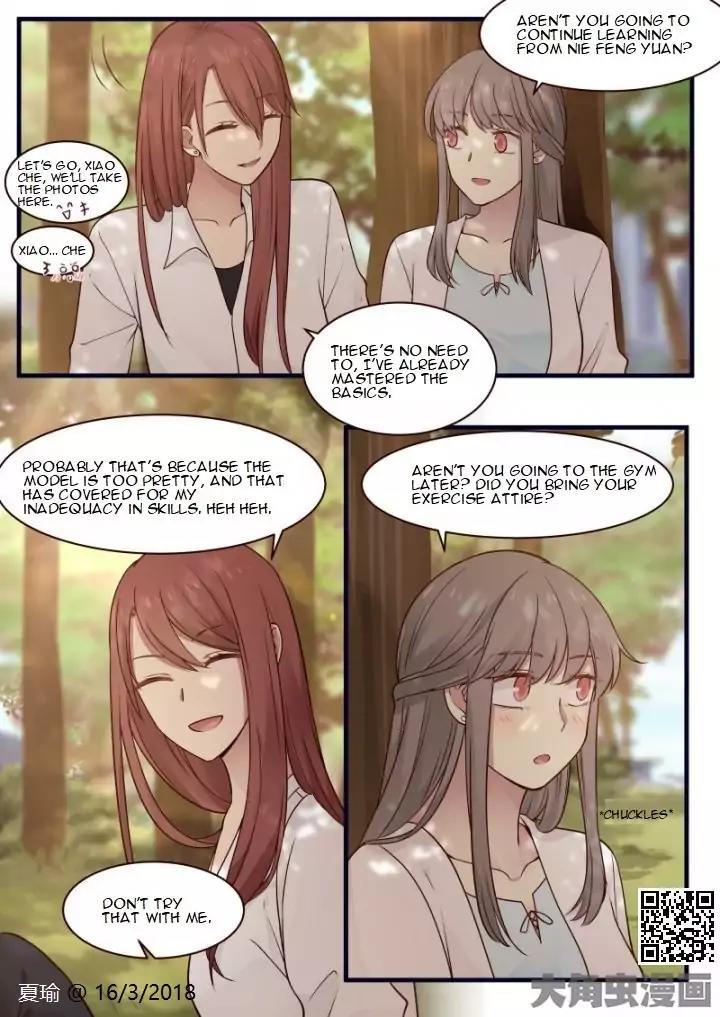 AREN'T YOU GOING TO
CONTINUE LEARNING
FROM NIE FENG YUAN?
LET'S GO, XIAO
CHE, WE'LL TAKE
THE PHOTOS
HERE.
XIAO... CHE
THERE'S NO NEED
TO, I'VE ALREADY
MASTERED THE
BASICS.
PROBABLY THAT'S BECAUSE THE
MODEL IS TOO PRETTY, AND THAT
HAS COVERED FOR MY
INADEQUACY IN SKILLS. HEH HEH.
DON'T TRY
THAT WITH ME.
AREN'T YOU GOING TO THE GYM
LATER? DID YOU BRING YOUR
EXERCISE ATTIRE?
*CHUCKLES*
夏瑜 @ 16/3/2018
大角虫漫画